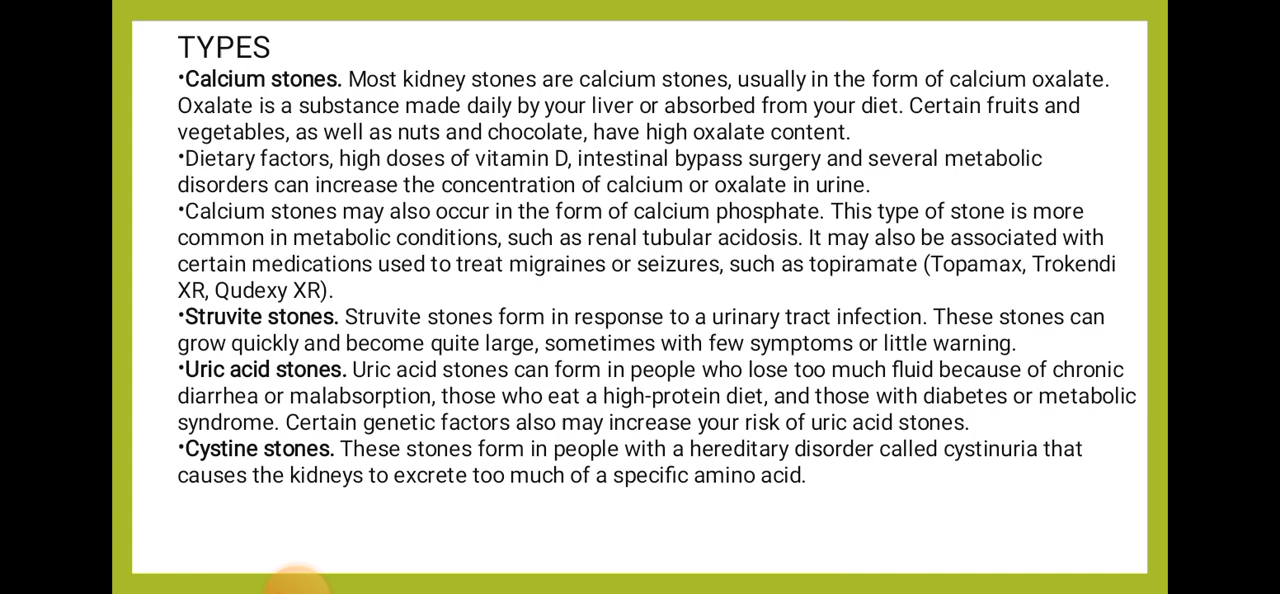 TYPES
•Calcium stones. Most kidney stones are calcium stones, usually in the form of calcium oxalate.
Oxalate is a substance made daily by your liver or absorbed from your diet. Certain fruits and
vegetables, as well as nuts and chocolate, have high oxalate content.
•Dietary factors, high doses of vitamin D, intestinal bypass surgery and several metabolic
disorders can increase the concentration of calcium or oxalate in urine.
•Calcium stones may also occur in the form of calcium phosphate. This type of stone is more
common in metabolic conditions, such as renal tubular acidosis. It may also be associated with
certain medications used to treat migraines or seizures, such as topiramate (Topamax, Trokendi
XR, Qudexy XR).
•Struvite stones. Struvite stones form in response to a urinary tract infection. These stones can
grow quickly and become quite large, sometimes with few symptoms or little warning.
•Uric acid stones. Uric acid stones can form in people who lose too much fluid because of chronic
diarrhea or malabsorption, those who eat a high-protein diet, and those with diabetes or metabolic
syndrome. Certain genetic factors also may increase your risk of uric acid stones.
•Cystine stones. These stones form in people with a hereditary disorder called cystinuria that
causes the kidneys to excrete too much of a specific amino acid.